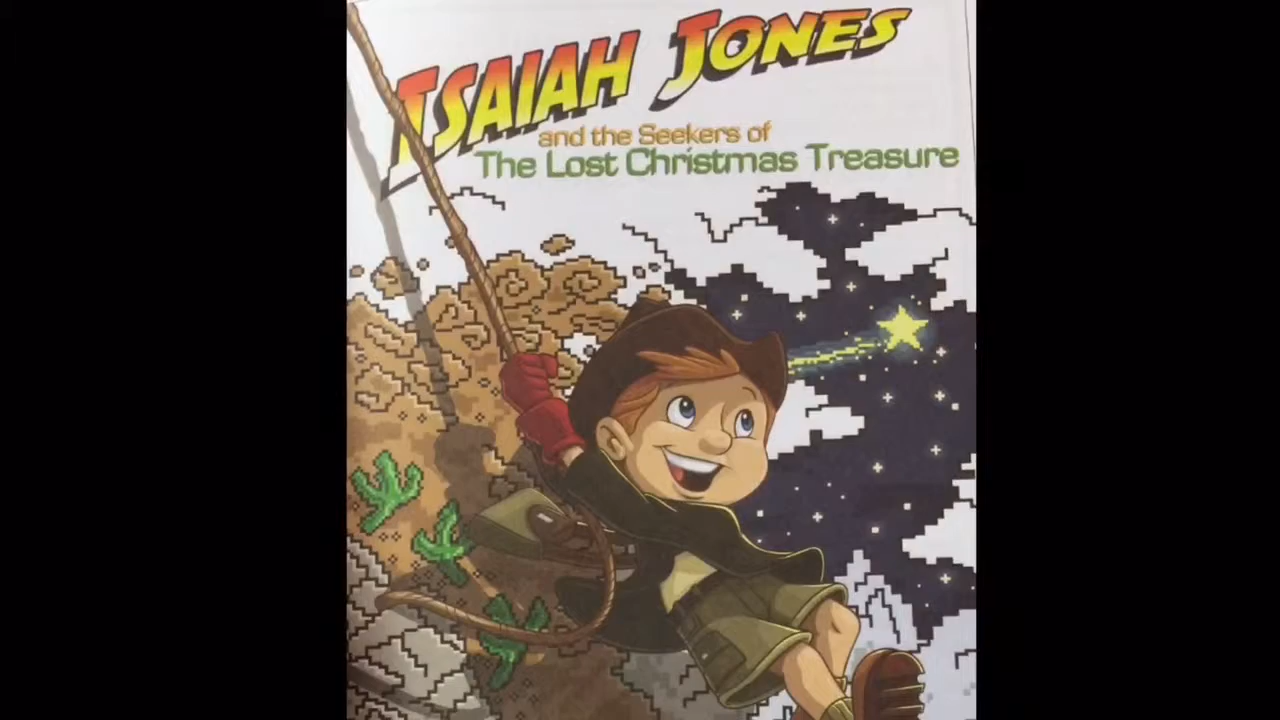 ISAIAH JONES
and the Seekers of
The Lost Christmas Treasure